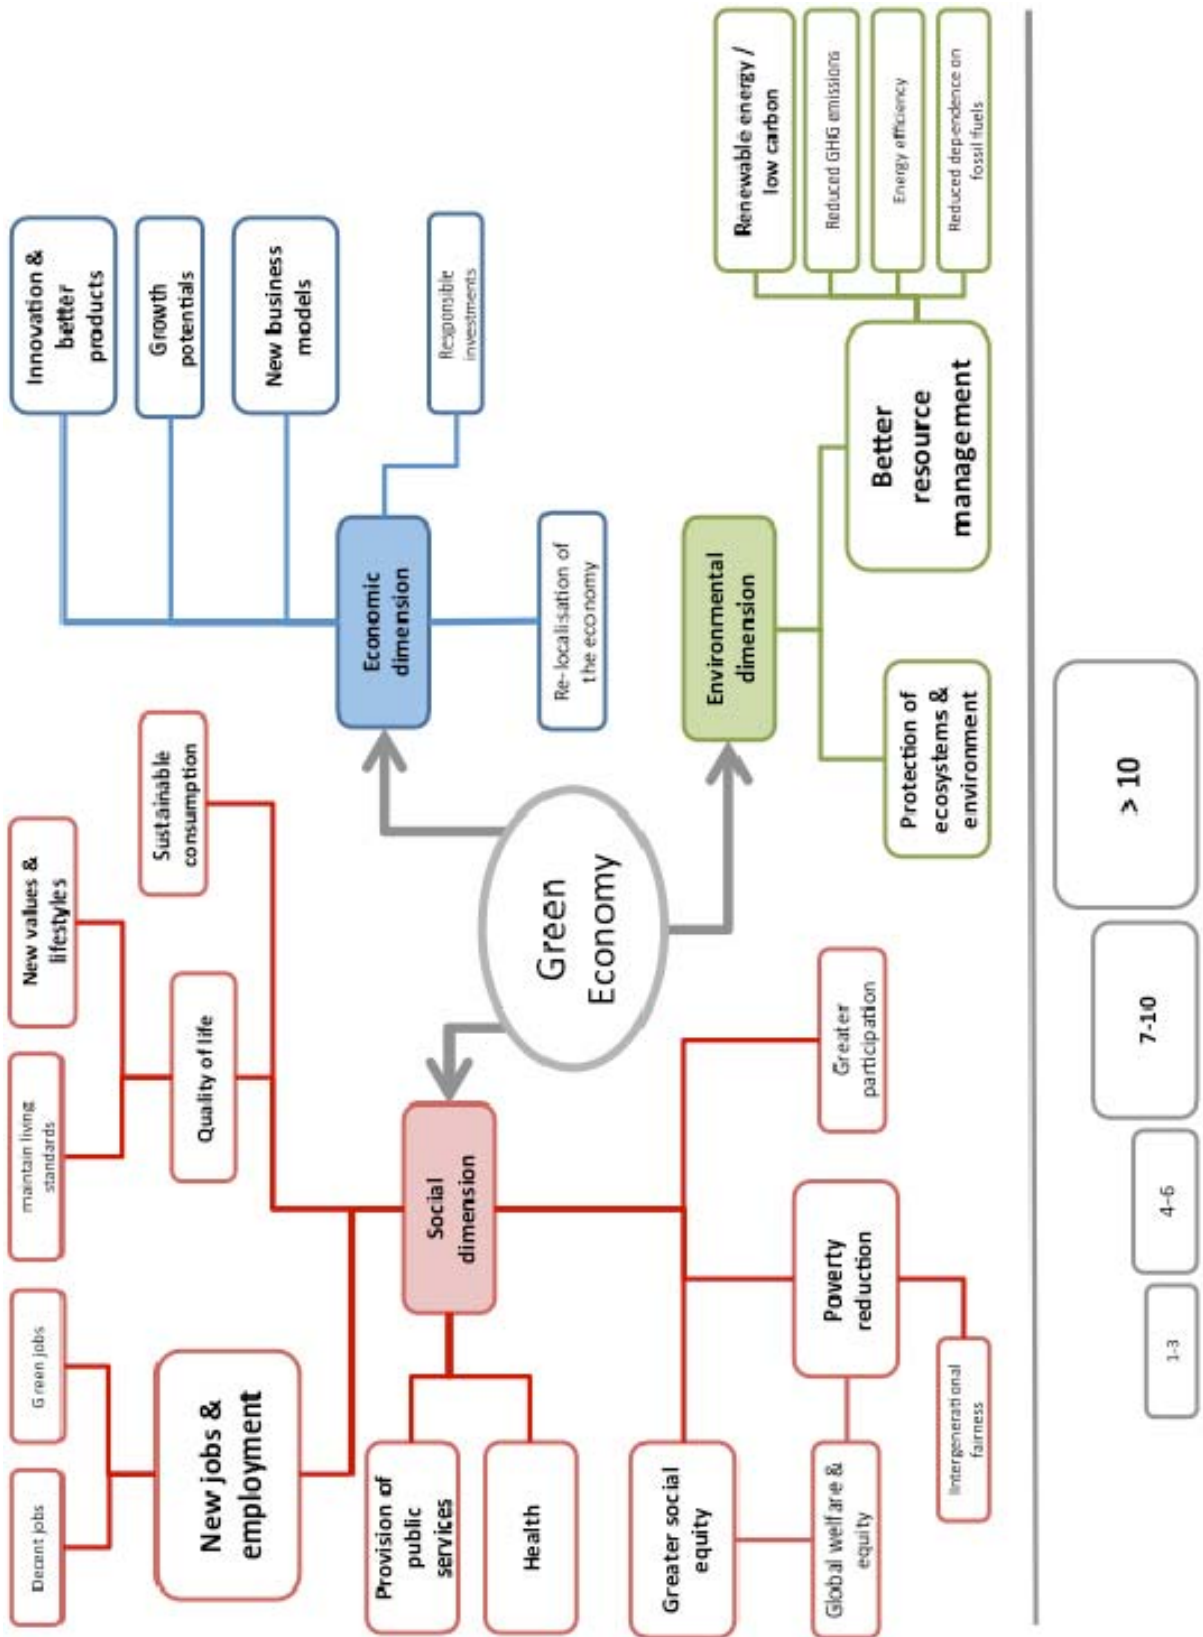 Decent jobs
Green jobs
maintain living
standards
New values &
lifestyles
Innovation &
better
products
Growth
potentials
New business
models
Responsible
investments
Sustainable
consumption
Quality of life
New jobs &
employment
Provision of
public
services
Health
Social
dimension
Economic
dimension
Re-localisation of
the economy
Green
Economy
Greater social
equity
Global welfare &
equity
Poverty
reduction
Intergenerational
fairness
Greater
participation
Environmental
dimension
Protection of
ecosystems &
environment
Better
resource
management
Renewable energy /
low carbon
Reduced GHG emissions
Energy efficiency
Reduced dependence on
fossil fuels
1-3
4-6
7-10
> 10